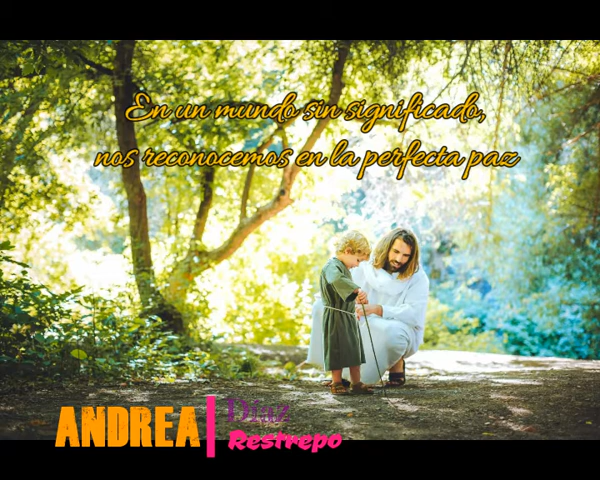 En un mundo sin significado,
nos reconocemos en la perfecta paz
ANDREA
Díaz
Restrepo